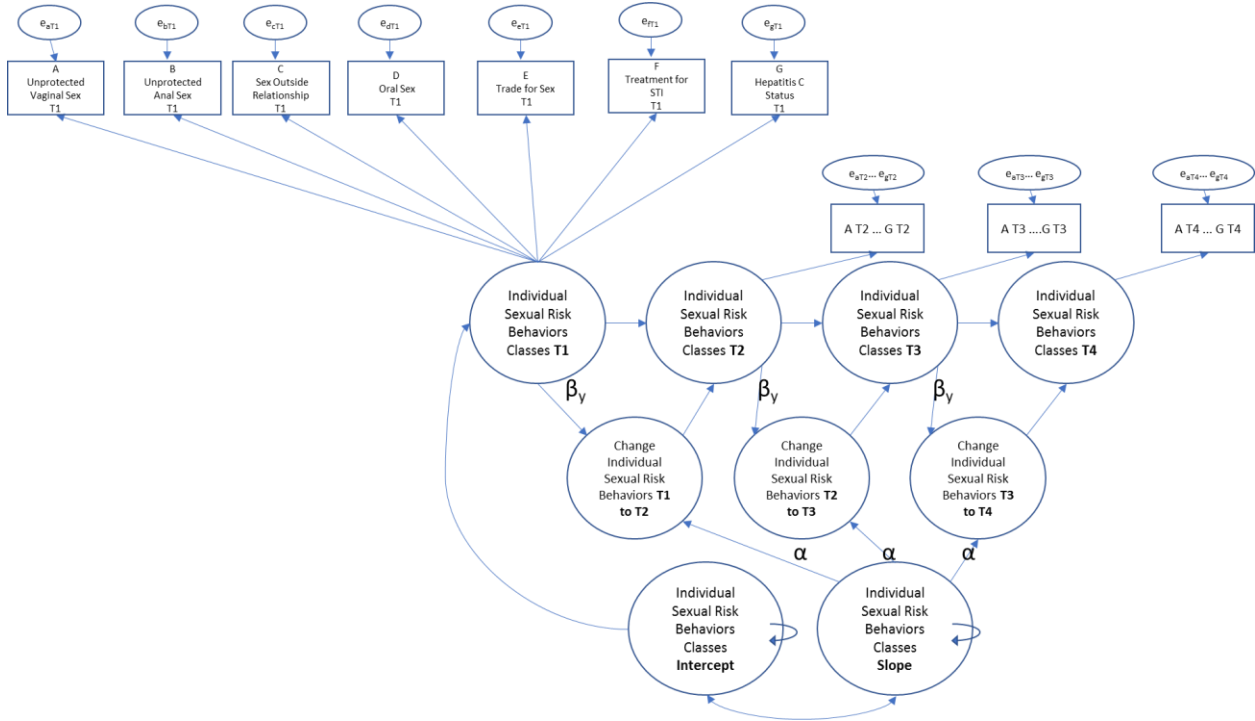 e_aT1
e_bT1
e_cT1
e_dT1
e_eT1
e_fT1
e_gT1
A
Unprotected
Vaginal Sex
T1
B
Unprotected
Anal Sex
T1
C
Sex Outside
Relationship
T1
D
Oral Sex
T1
E
Trade for Sex
T1
F
Treatment for
STI
T1
G
Hepatitis C
Status
T1
e_aT2... e_gT2
e_aT3... e_gT3
e_aT4... e_gT4
A T2 ... G T2
A T3 ....G T3
A T4 ... G T4
Individual
Sexual Risk
Behaviors
Classes T1
Individual
Sexual Risk
Behaviors
Classes T2
Individual
Sexual Risk
Behaviors
Classes T3
Individual
Sexual Risk
Behaviors
Classes T4
β_y
β_y
β_y
Change
Individual
Sexual Risk
Behaviors T1
to T2
Change
Individual
Sexual Risk
Behaviors T2
to T3
Change
Individual
Sexual Risk
Behaviors T3
to T4
α
α
α
Individual
Sexual Risk
Behaviors
Classes
Intercept
Individual
Sexual Risk
Behaviors
Classes
Slope